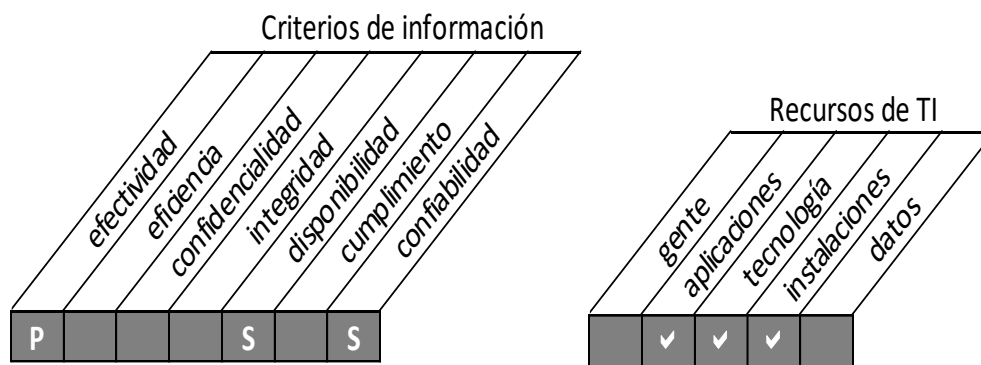 Criterios de información
efectividad
eficiencia
confidencialidad
integridad
disponibilidad
cumplimiento
confiabilidad
P S S
Recursos de TI
gente
aplicaciones
tecnología
instalaciones
datos
✓ ✓ ✓